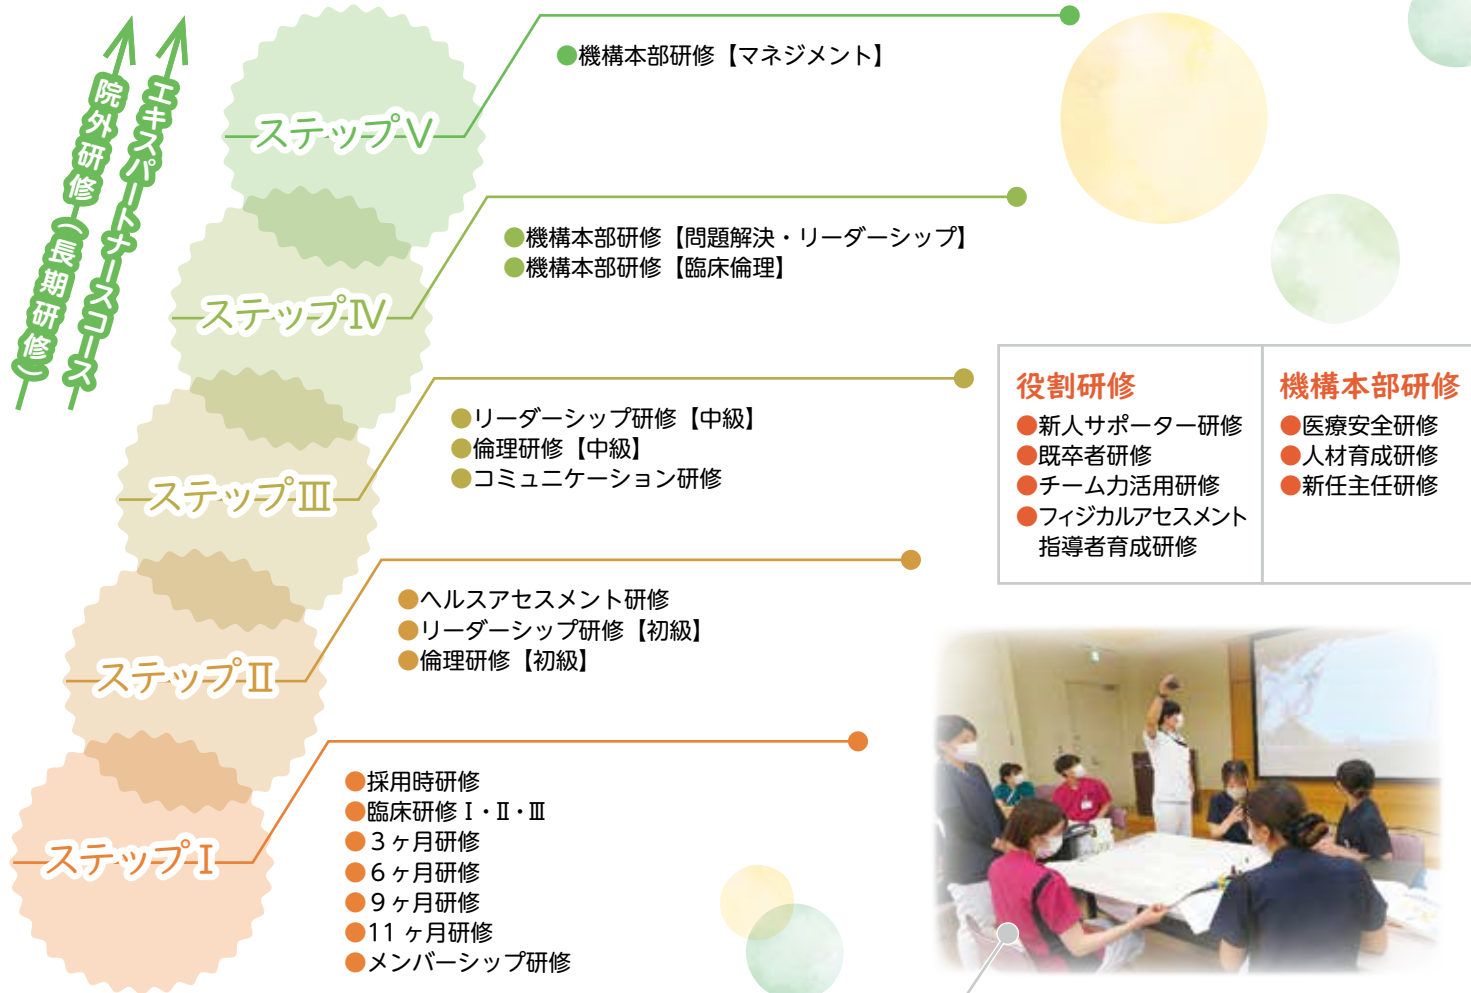 院外研修（長期研修）
エキスパートナースコース
ステップⅤ
●機構本部研修【マネジメント】
ステップⅣ
●機構本部研修【問題解決・リーダーシップ】
●機構本部研修【臨床倫理】
ステップⅢ
●リーダーシップ研修【中級】
●倫理研修【中級】
●コミュニケーション研修
ステップⅡ
●ヘルスアセスメント研修
●リーダーシップ研修【初級】
●倫理研修【初級】
ステップⅠ
●採用時研修
●臨床研修Ⅰ・Ⅱ・Ⅲ
●３ヶ月研修
●６ヶ月研修
●９ヶ月研修
●11 ヶ月研修
●メンバーシップ研修
役割研修
●新人サポーター研修
●既卒者研修
●チーム力活用研修
●フィジカルアセスメント
指導者育成研修
機構本部研修
●医療安全研修
●人材育成研修
●新任主任研修